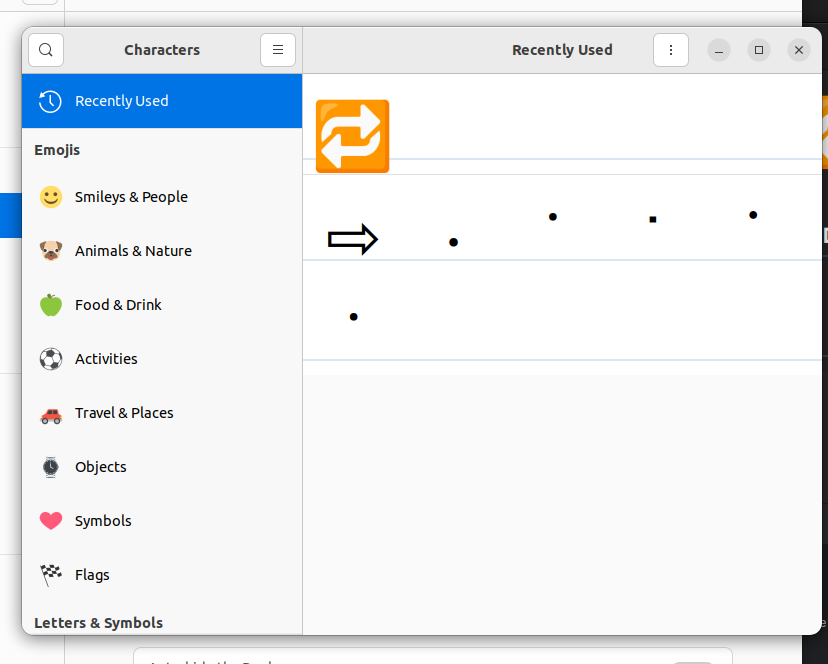 Characters
Recently Used
Recently Used
Emojis
Smileys & People
Animals & Nature
Food & Drink
Activities
Travel & Places
Objects
Symbols
Flags
Letters & Symbols